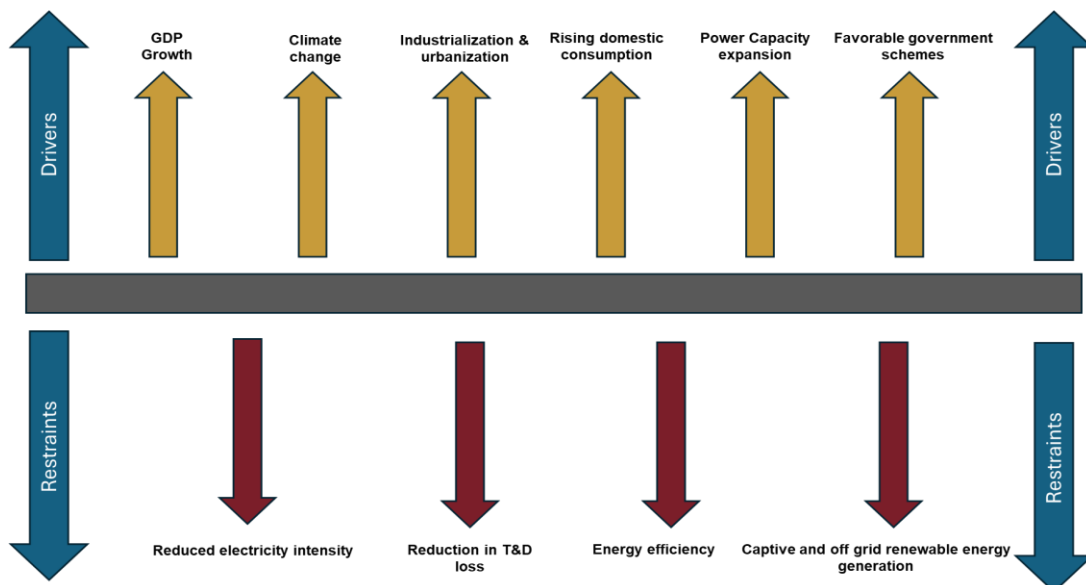 GDP
Growth
Climate
change
Industrialization &
urbanization
Rising domestic
consumption
Power Capacity
expansion
Favorable government
schemes
Drivers
Drivers
Restraints
Restraints
Reduced electricity intensity
Reduction in T&D
loss
Energy efficiency
Captive and off grid renewable energy
generation